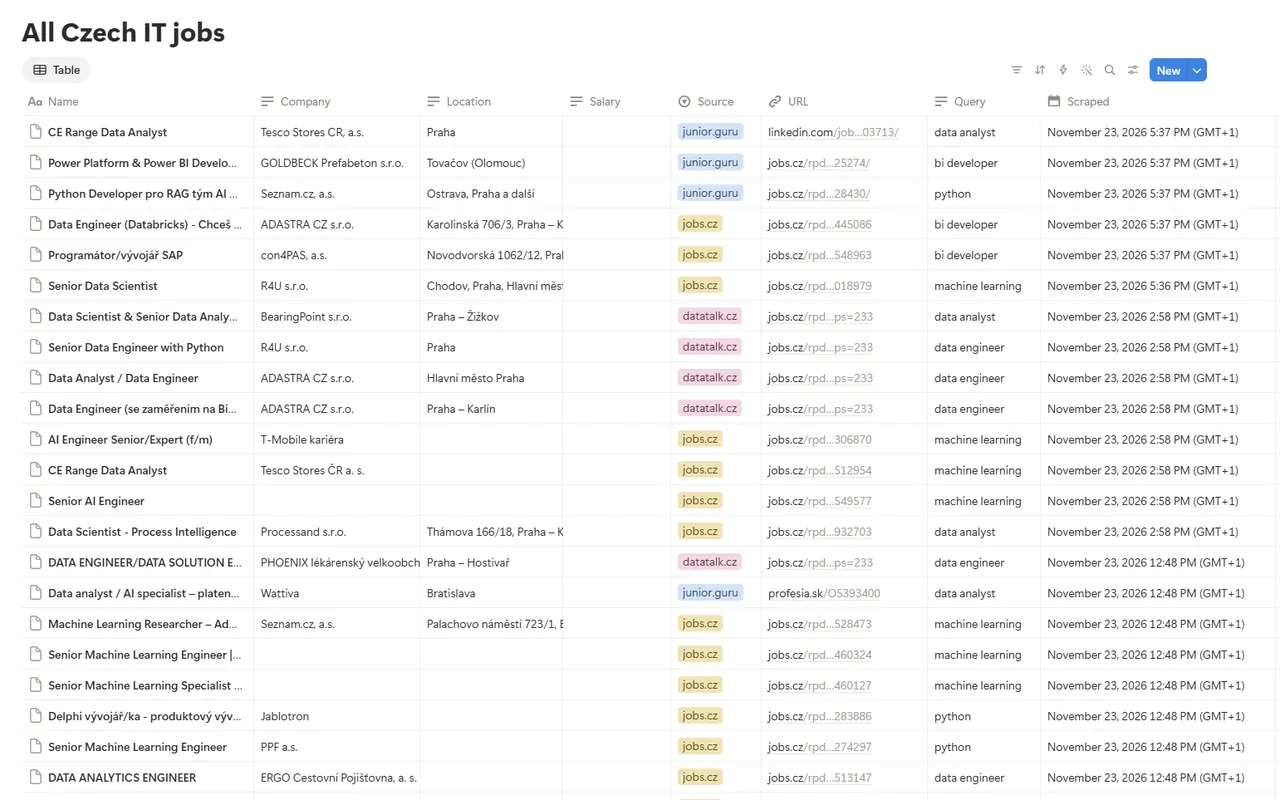 All Czech IT jobs
Table
New
Aa Name Company Location Salary Source URL Query Scraped
CE Range Data Analyst Tesco Stores CR, a.s. Praha junior.guru linkedin.com/job...03713/ data analyst November 23, 2026 5:37 PM (GMT+1)
Power Platform & Power BI Develo... GOLDBECK Prefabeton s.r.o. Tovačov (Olomouc) junior.guru jobs.cz/rpd...25274/ bi developer November 23, 2026 5:37 PM (GMT+1)
Python Developer pro RAG tým AI ... Seznam.cz, a.s. Ostrava, Praha a další junior.guru jobs.cz/rpd...28430/ python November 23, 2026 5:37 PM (GMT+1)
Data Engineer (Databricks) - Chceš ... ADASTRA CZ s.r.o. Karolinská 706/3, Praha – K jobs.cz jobs.cz/rpd...445086 bi developer November 23, 2026 5:37 PM (GMT+1)
Programátor/vývojář SAP con4PAS, a.s. Novodvorská 1062/12, Pral jobs.cz jobs.cz/rpd...548963 bi developer November 23, 2026 5:37 PM (GMT+1)
Senior Data Scientist R4U s.r.o. Chodov, Praha, Hlavní měst jobs.cz jobs.cz/rpd...018979 machine learning November 23, 2026 5:36 PM (GMT+1)
Data Scientist & Senior Data Analy... BearingPoint s.r.o. Praha – Žižkov datatalk.cz jobs.cz/rpd...ps=233 data analyst November 23, 2026 2:58 PM (GMT+1)
Senior Data Engineer with Python R4U s.r.o. Praha datatalk.cz jobs.cz/rpd...ps=233 data engineer November 23, 2026 2:58 PM (GMT+1)
Data Analyst / Data Engineer ADASTRA CZ s.r.o. Hlavní město Praha datatalk.cz jobs.cz/rpd...ps=233 data engineer November 23, 2026 2:58 PM (GMT+1)
Data Engineer (se zaměřením na Bi... ADASTRA CZ s.r.o. Praha – Karlín datatalk.cz jobs.cz/rpd...ps=233 data engineer November 23, 2026 2:58 PM (GMT+1)
AI Engineer Senior/Expert (f/m) T-Mobile kariéra jobs.cz jobs.cz/rpd...306870 machine learning November 23, 2026 2:58 PM (GMT+1)
CE Range Data Analyst Tesco Stores ČR a. s. jobs.cz jobs.cz/rpd...512954 machine learning November 23, 2026 2:58 PM (GMT+1)
Senior AI Engineer jobs.cz jobs.cz/rpd...549577 machine learning November 23, 2026 2:58 PM (GMT+1)
Data Scientist - Process Intelligence Processand s.r.o. Thámova 166/18, Praha – K jobs.cz jobs.cz/rpd...932703 data analyst November 23, 2026 2:58 PM (GMT+1)
DATA ENGINEER/DATA SOLUTION E... PHOENIX lékárenský velkoobch Praha – Hostivař datatalk.cz jobs.cz/rpd...ps=233 data engineer November 23, 2026 12:48 PM (GMT+1)
Data analyst / AI specialist – platen... Wattiva Bratislava junior.guru profesia.sk/O5393400 data analyst November 23, 2026 12:48 PM (GMT+1)
Machine Learning Researcher – Ad... Seznam.cz, a.s. Palachovo náměstí 723/1, B jobs.cz jobs.cz/rpd...528473 machine learning November 23, 2026 12:48 PM (GMT+1)
Senior Machine Learning Engineer |... jobs.cz jobs.cz/rpd...460324 machine learning November 23, 2026 12:48 PM (GMT+1)
Senior Machine Learning Specialist ... jobs.cz jobs.cz/rpd...460127 machine learning November 23, 2026 12:48 PM (GMT+1)
Delphi vývojář/ka - produktový výv... Jablotron jobs.cz jobs.cz/rpd...283886 python November 23, 2026 12:48 PM (GMT+1)
Senior Machine Learning Engineer PPF a.s. jobs.cz jobs.cz/rpd...274297 python November 23, 2026 12:48 PM (GMT+1)
DATA ANALYTICS ENGINEER ERGO Cestovní Pojišťovna, a. s. jobs.cz jobs.cz/rpd...513147 data engineer November 23, 2026 12:48 PM (GMT+1)